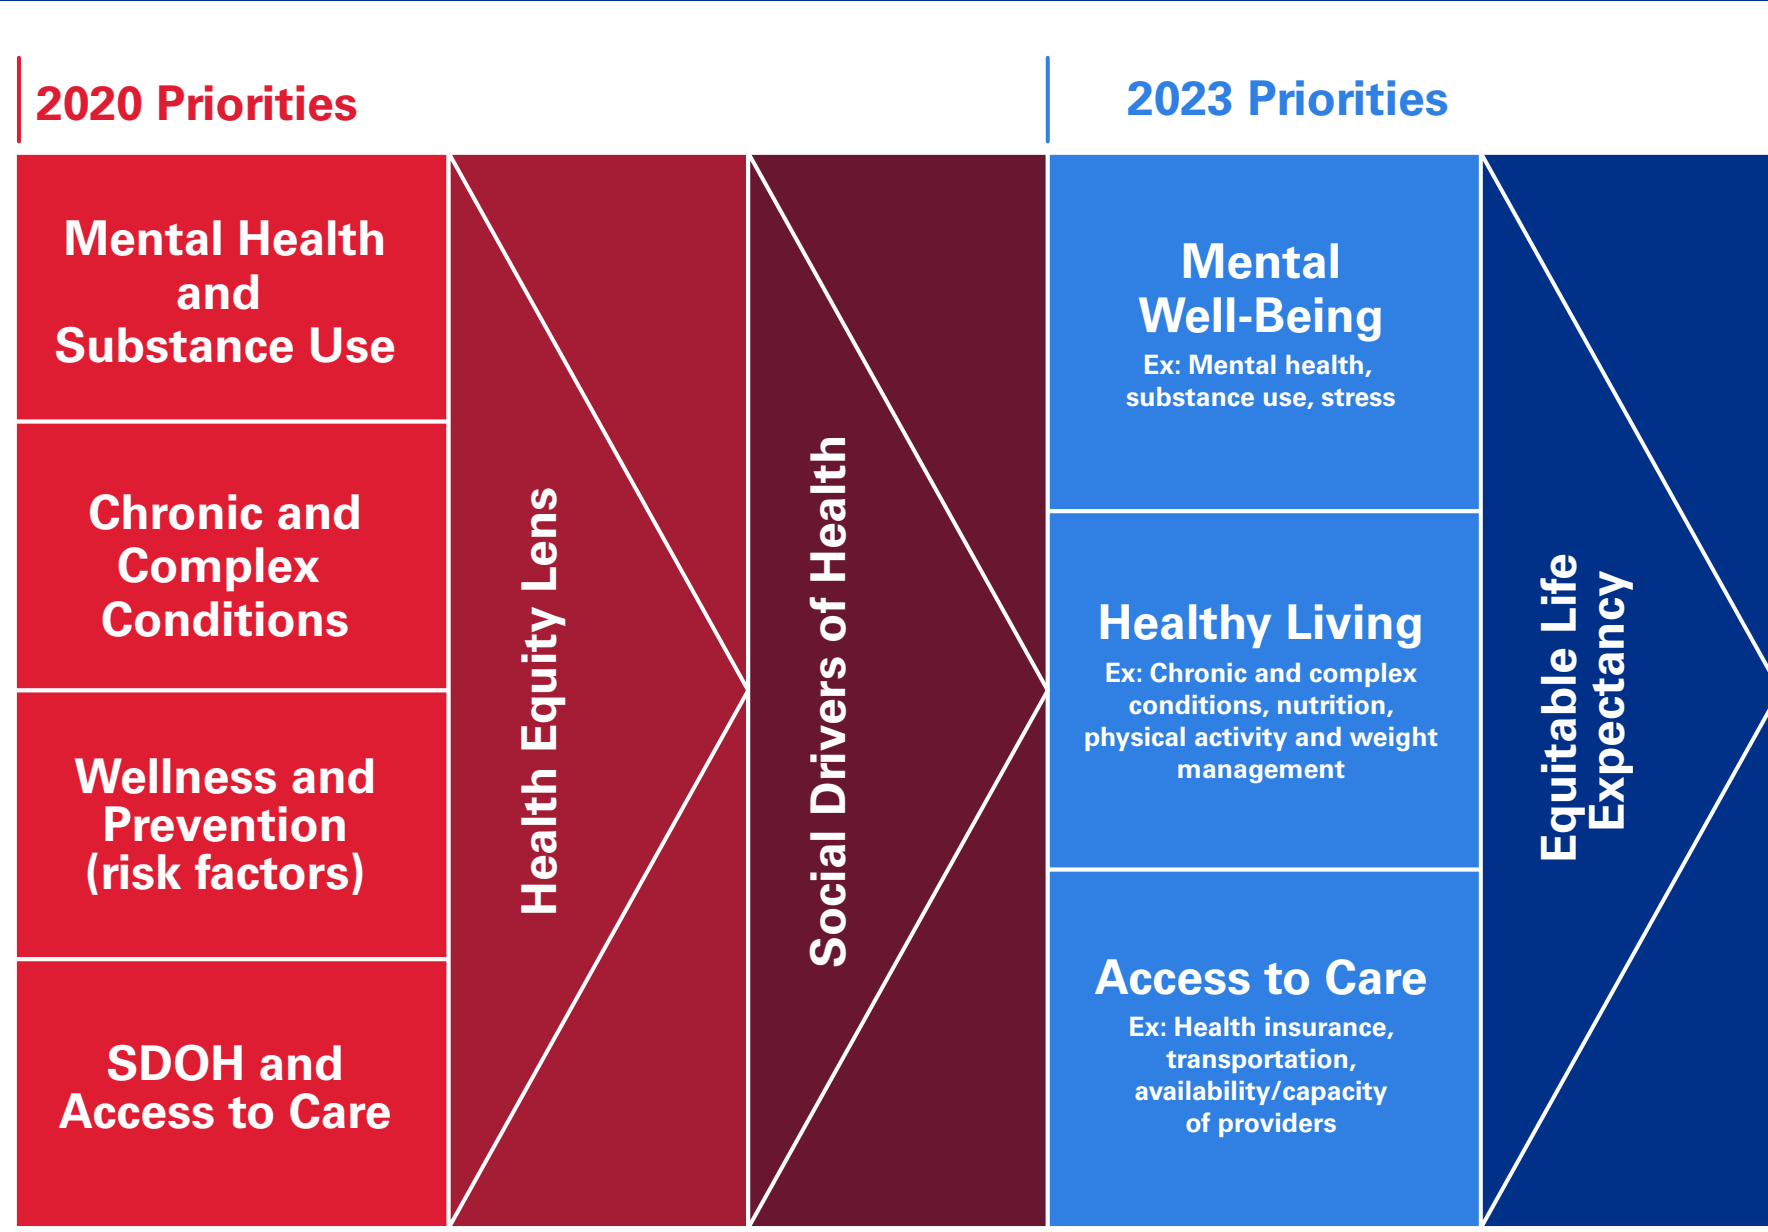 2020 Priorities
Mental Health
and
Substance Use
Chronic and
Complex
Conditions
Wellness and
Prevention
(risk factors)
SDOH and
Access to Care
Health Equity Lens
Social Drivers of Health
2023 Priorities
Mental
Well-Being
Ex: Mental health,
substance use, stress
Healthy Living
Ex: Chronic and complex
conditions, nutrition,
physical activity and weight
management
Access to Care
Ex: Health insurance,
transportation,
availability/capacity
of providers
Equitable Life
Expectancy